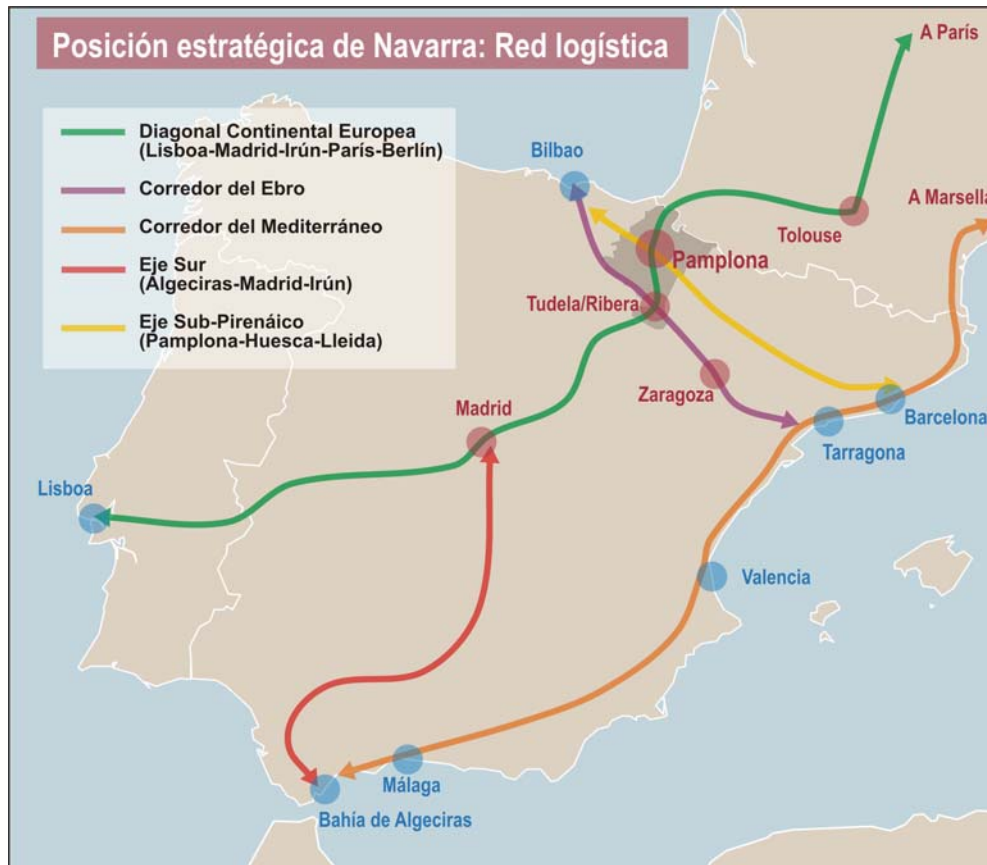 Posición estratégica de Navarra: Red logística
A París
Diagonal Continental Europea
(Lisboa-Madrid-Irún-París-Berlín)
Corredor del Ebro
Corredor del Mediterráneo
Eje Sur
(Algeciras-Madrid-Irún)
Eje Sub-Pirenáico
(Pamplona-Huesca-Lleida)
Bilbao
A Marsella
Tolouse
Pamplona
Tudela/Ribera
Zaragoza
Madrid
Barcelona
Tarragona
Lisboa
Valencia
Málaga
Bahía de Algeciras